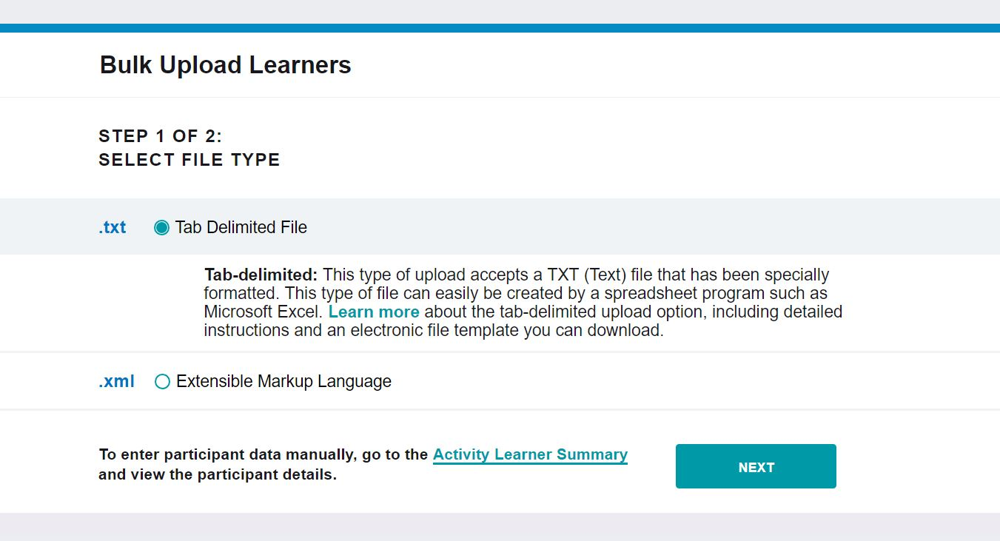 Bulk Upload Learners
STEP 1 OF 2:
SELECT FILE TYPE
.txt Tab Delimited File
Tab-delimited: This type of upload accepts a TXT (Text) file that has been specially
formatted. This type of file can easily be created by a spreadsheet program such as
Microsoft Excel. Learn more about the tab-delimited upload option, including detailed
instructions and an electronic file template you can download.
.xml Extensible Markup Language
To enter participant data manually, go to the Activity Learner Summary
and view the participant details.
NEXT